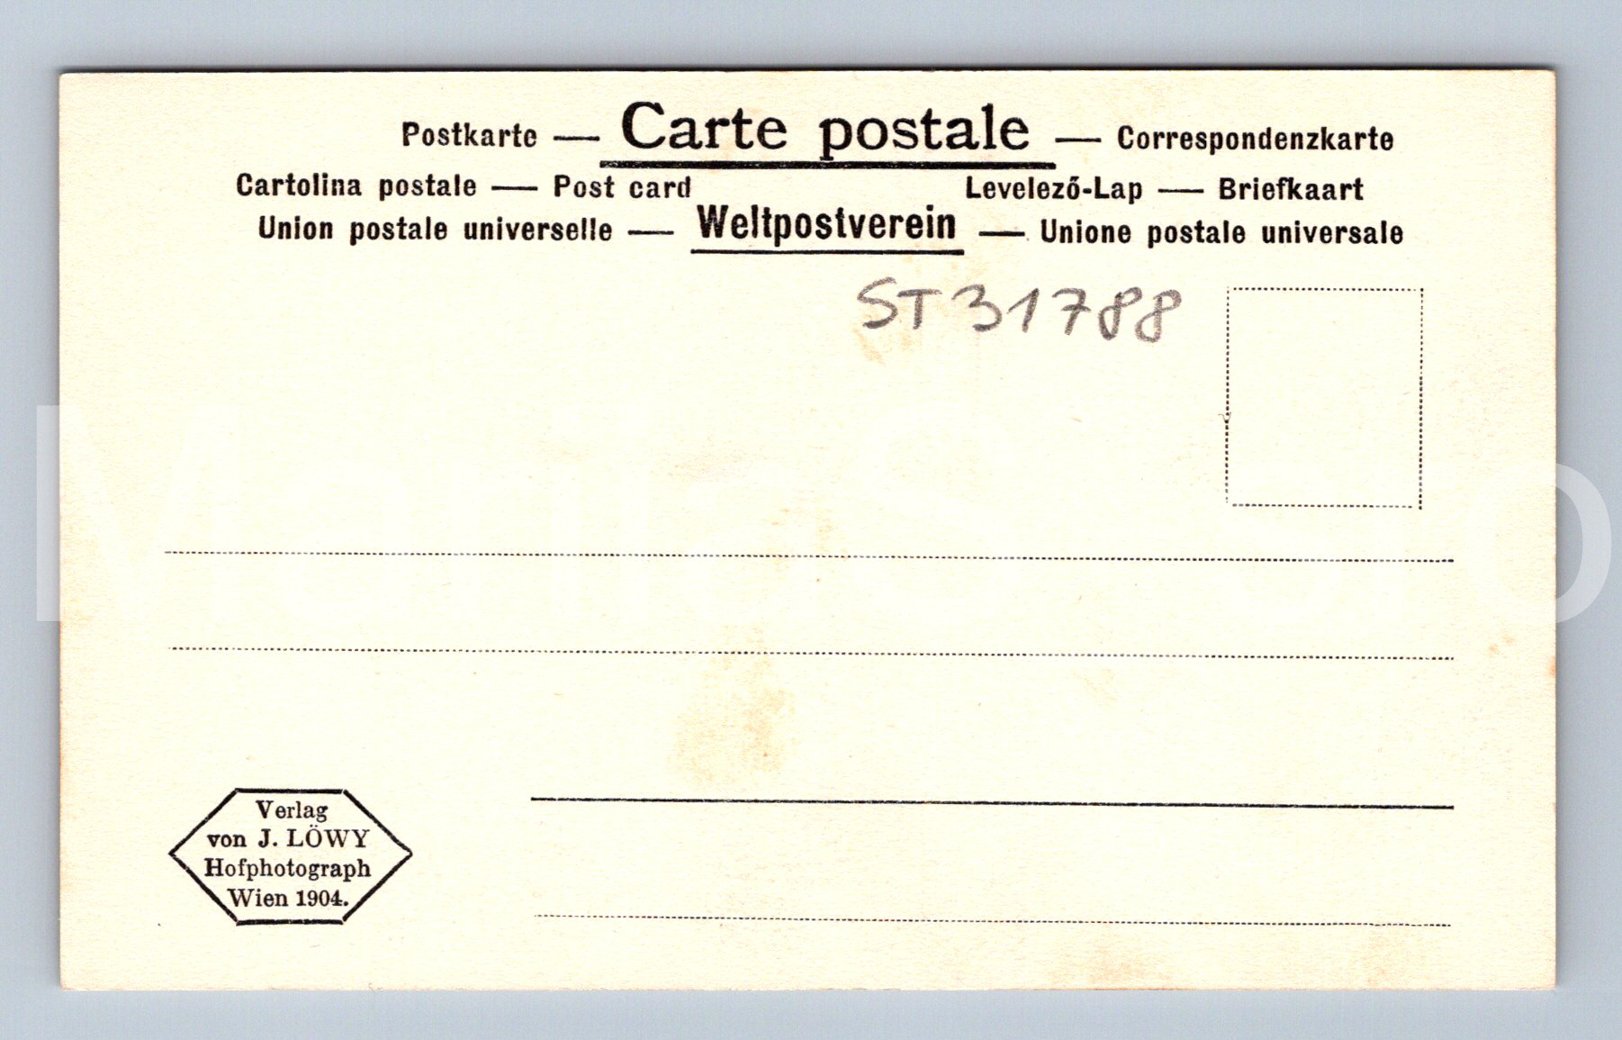 Postkarte — Carte postale — Correspondenzkarte
Cartolina postale — Post card Levelező-Lap — Briefkaart
Union postale universelle — Weltpostverein — Unione postale universale
ST31788
Verlag
von J. LÖWY
Hofphotograph
Wien 1904.